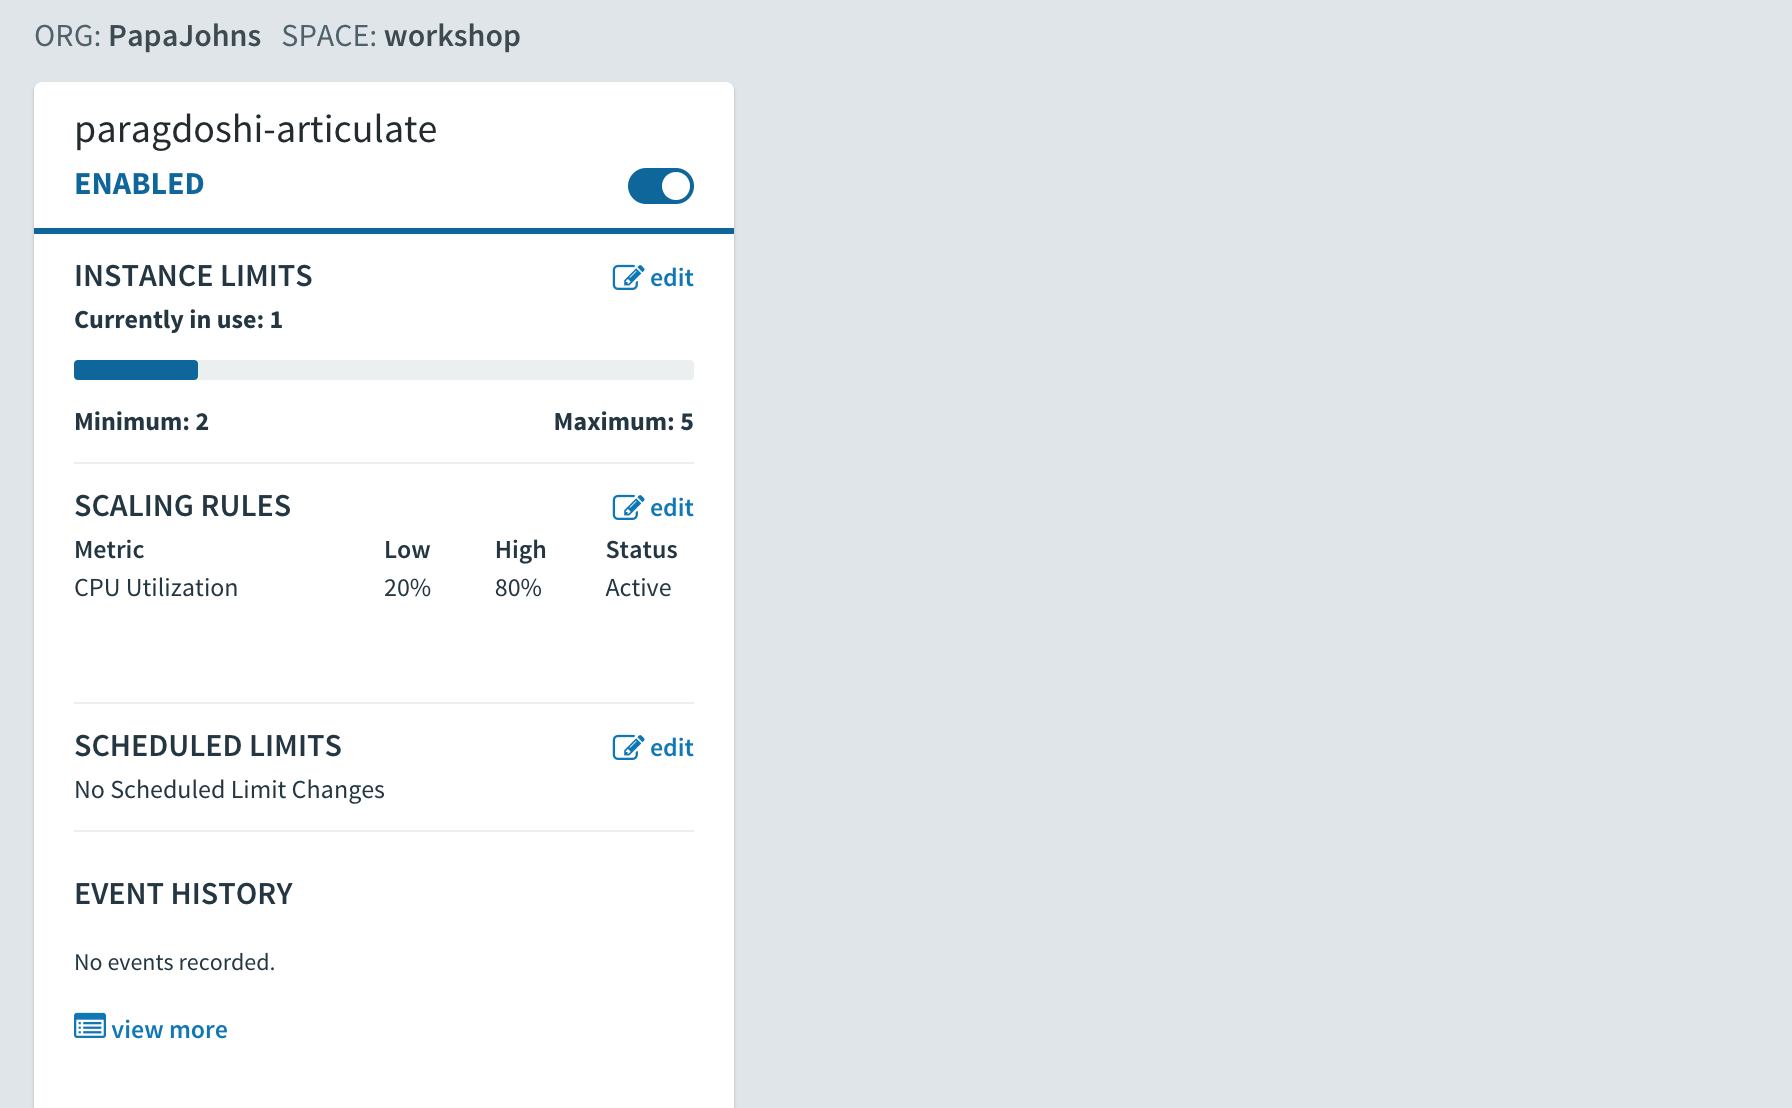 ORG: PapaJohns SPACE: workshop
paragdoshi-articulate
ENABLED
INSTANCE LIMITS edit
Currently in use: 1
Minimum: 2 Maximum: 5
SCALING RULES edit
Metric Low High Status
CPU Utilization 20% 80% Active
SCHEDULED LIMITS edit
No Scheduled Limit Changes
EVENT HISTORY
No events recorded.
view more